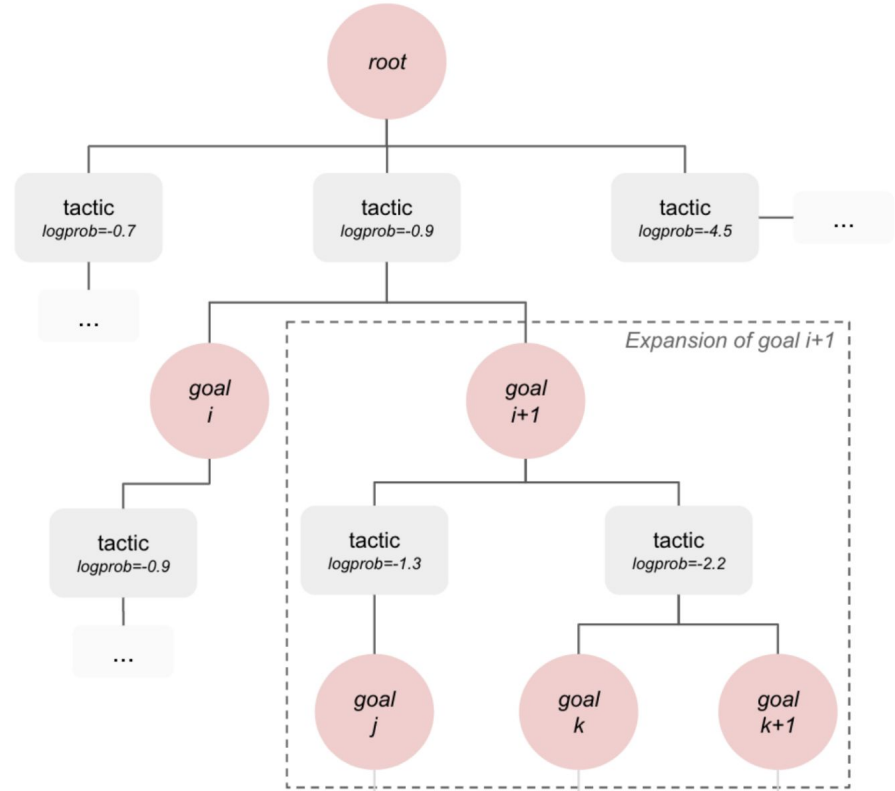 root
tactic
logprob=-0.7
tactic
logprob=-0.9
tactic
logprob=-4.5
...
...
Expansion of goal i+1
goal
i
goal
i+1
tactic
logprob=-0.9
tactic
logprob=-1.3
tactic
logprob=-2.2
...
goal
j
goal
k
goal
k+1